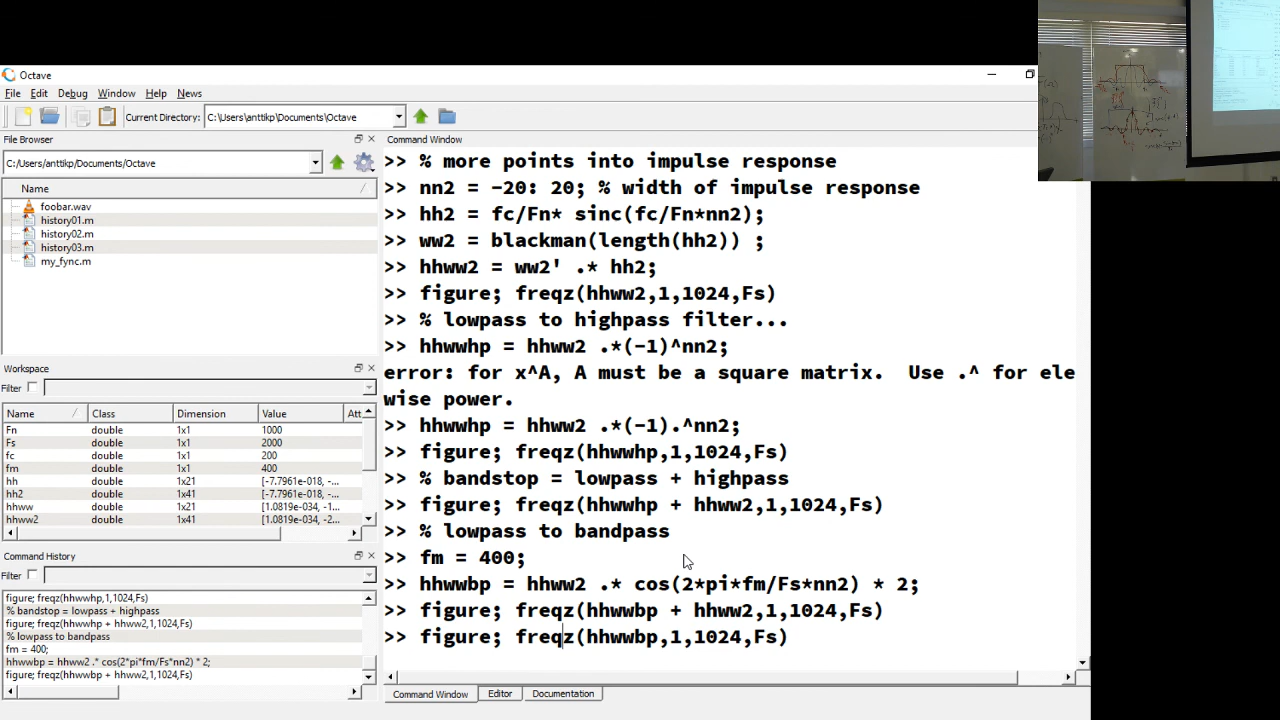 Octave
File Edit Debug Window Help News
Current Directory: C:\Users\anttikp\Documents\Octave
File Browser
C:/Users/anttikp/Documents/Octave
Name
foobar.wav
history01.m
history02.m
history03.m
my_fync.m
Workspace
Filter
Name Class Dimension Value Att
Fn double 1x1 1000
Fs double 1x1 2000
fc double 1x1 200
fm double 1x1 400
hh double 1x21 [-7.7961e-018, -...
hh2 double 1x41 [-7.7961e-018, -...
hhww double 1x21 [1.0819e-034, -...
hhww2 double 1x41 [1.0819e-034, -2...
Command History
Filter
figure; freqz(hhwwhp,1,1024,Fs)
% bandstop = lowpass + highpass
figure; freqz(hhwwhp + hhww2,1,1024,Fs)
% lowpass to bandpass
fm = 400;
hhwwbp = hhww2 .* cos(2*pi*fm/Fs*nn2) * 2;
figure; freqz(hhwwbp + hhww2,1,1024,Fs)
Command Window
>> % more points into impulse response
>> nn2 = -20: 20; % width of impulse response
>> hh2 = fc/Fn* sinc(fc/Fn*nn2);
>> ww2 = blackman(length(hh2)) ;
>> hhww2 = ww2' .* hh2;
>> figure; freqz(hhww2,1,1024,Fs)
>> % lowpass to highpass filter...
>> hhwwhp = hhww2 .*(-1)^nn2;
error: for x^A, A must be a square matrix.  Use .^ for ele
wise power.
>> hhwwhp = hhww2 .*(-1).^nn2;
>> figure; freqz(hhwwhp,1,1024,Fs)
>> % bandstop = lowpass + highpass
>> figure; freqz(hhwwhp + hhww2,1,1024,Fs)
>> % lowpass to bandpass
>> fm = 400;
>> hhwwbp = hhww2 .* cos(2*pi*fm/Fs*nn2) * 2;
>> figure; freqz(hhwwbp + hhww2,1,1024,Fs)
>> figure; freqz(hhwwbp,1,1024,Fs)
Command Window Editor Documentation